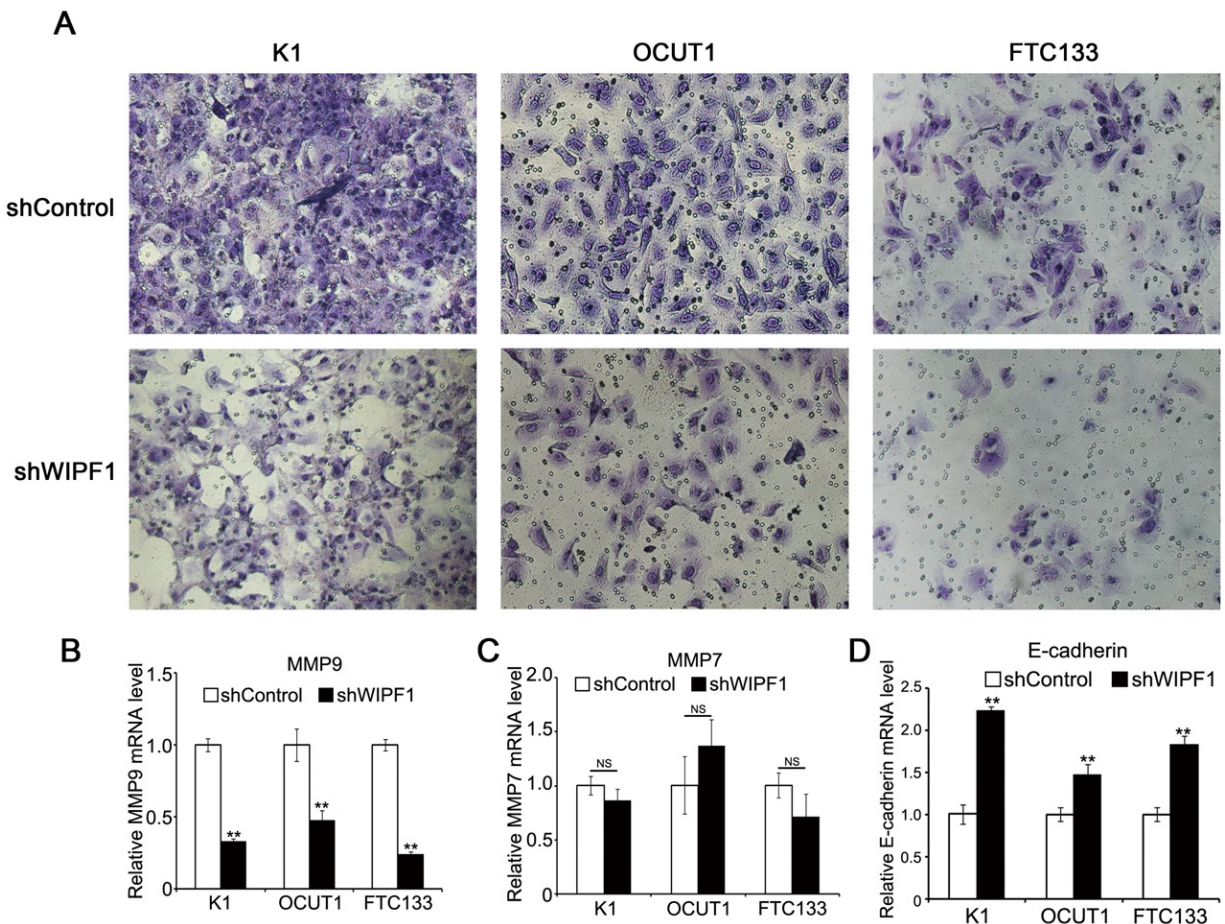 A
K1 OCUT1 FTC133
shControl
shWIPF1
B
MMP9
shControl shWIPF1
Relative MMP9 mRNA level
1.5
1.0
0.5
0
** ** **
K1 OCUT1 FTC133
C
MMP7
shControl shWIPF1
Relative MMP7 mRNA level
2.0
1.5
1.0
0.5
0.0
NS NS NS
K1 OCUT1 FTC133
D
E-cadherin
shControl shWIPF1
Relative E-cadherin mRNA level
2.5
2.0
1.5
1.0
0.5
0.0
** ** **
K1 OCUT1 FTC133